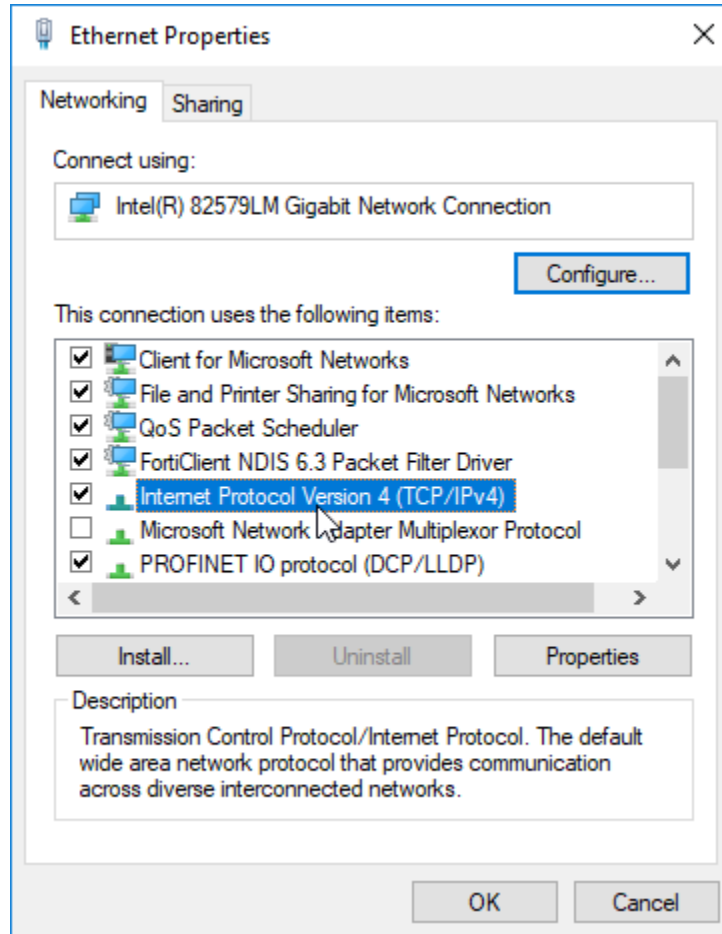 Ethernet Properties
Networking
Sharing
Connect using:
Intel(R) 82579LM Gigabit Network Connection
Configure...
This connection uses the following items:
Client for Microsoft Networks
File and Printer Sharing for Microsoft Networks
QoS Packet Scheduler
FortiClient NDIS 6.3 Packet Filter Driver
Internet Protocol Version 4 (TCP/IPv4)
Microsoft Network Adapter Multiplexor Protocol
PROFINET IO protocol (DCP/LLDP)
Install...
Uninstall
Properties
Description
Transmission Control Protocol/Internet Protocol. The default
wide area network protocol that provides communication
across diverse interconnected networks.
OK
Cancel